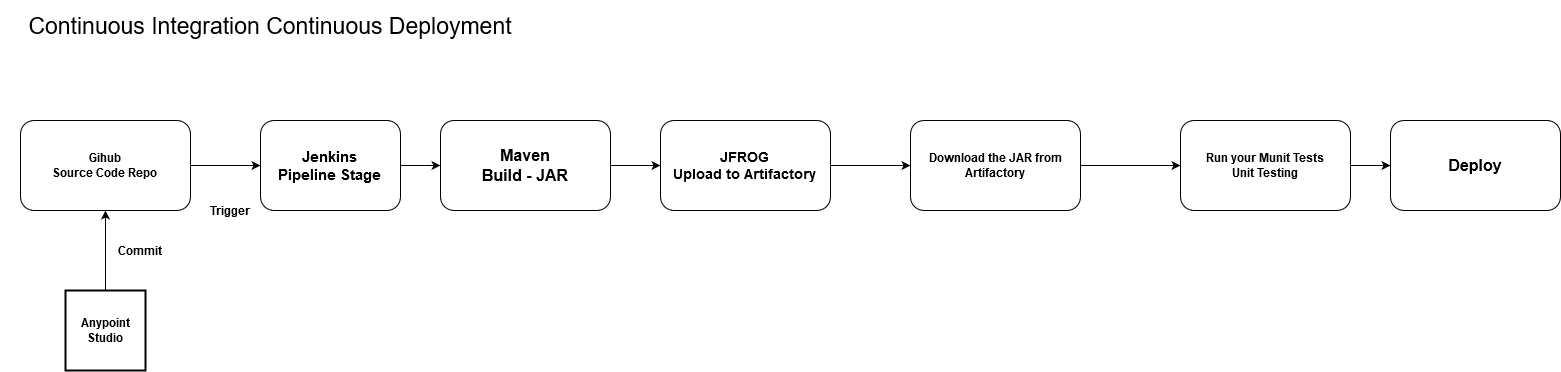 Continuous Integration Continuous Deployment
Gihub
Source Code Repo
Jenkins
Pipeline Stage
Maven
Build - JAR
JFROG
Upload to Artifactory
Download the JAR from
Artifactory
Run your Munit Tests
Unit Testing
Deploy
Trigger
Commit
Anypoint
Studio